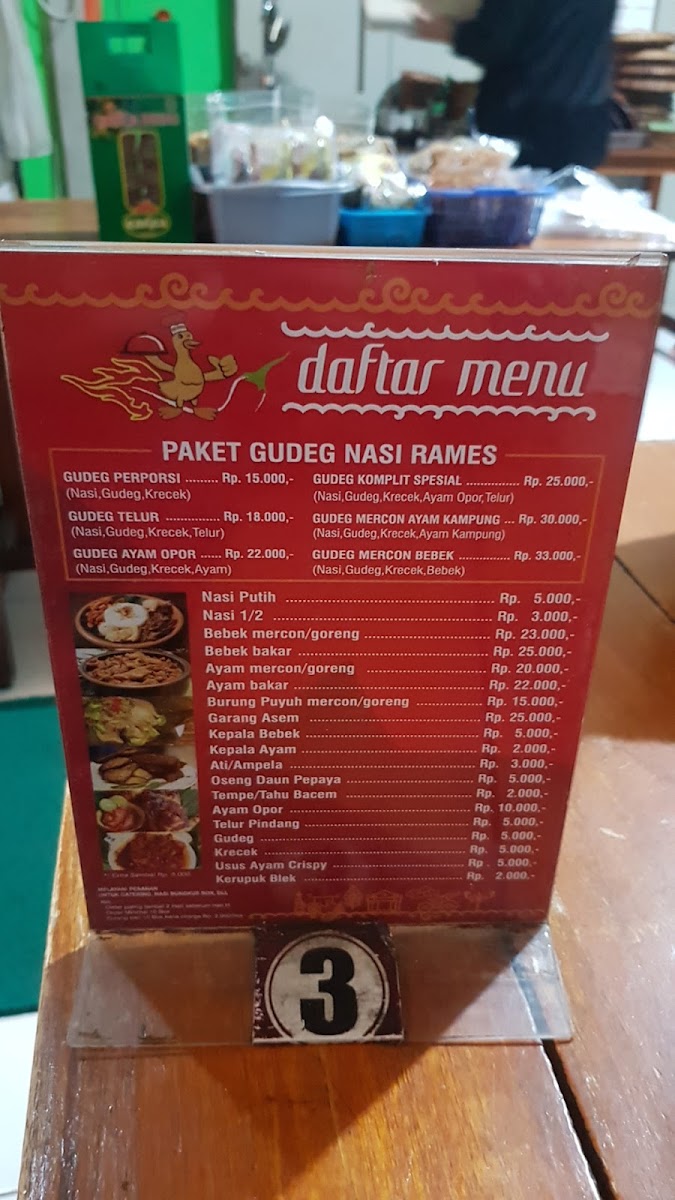 daftar menu
PAKET GUDEG NASI RAMES
GUDEG PERPORSI ......... Rp. 15.000,-
(Nasi,Gudeg,Krecek)
GUDEG TELUR ............... Rp. 18.000,-
(Nasi,Gudeg,Krecek,Telur)
GUDEG AYAM OPOR ...... Rp. 22.000,-
(Nasi,Gudeg,Krecek,Ayam)
GUDEG KOMPLIT SPESIAL ............... Rp. 25.000,-
(Nasi,Gudeg,Krecek,Ayam Opor,Telur)
GUDEG MERCON AYAM KAMPUNG ... Rp. 30.000,-
(Nasi,Gudeg,Krecek,Ayam Kampung)
GUDEG MERCON BEBEK .............. Rp. 33.000,-
(Nasi,Gudeg,Krecek,Bebek)
Nasi Putih ........ Rp. 5.000,-
Nasi 1/2 ........ Rp. 3.000,-
Bebek mercon/goreng ........ Rp. 23.000,-
Bebek bakar ........ Rp. 25.000,-
Ayam mercon/goreng ........ Rp. 20.000,-
Ayam bakar ........ Rp. 22.000,-
Burung Puyuh mercon/goreng ........ Rp. 15.000,-
Garang Asem ........ Rp. 25.000,-
Kepala Bebek ........ Rp. 5.000,-
Kepala Ayam ........ Rp. 2.000,-
Ati/Ampela ........ Rp. 3.000,-
Oseng Daun Pepaya ........ Rp. 5.000,-
Tempe/Tahu Bacem ........ Rp. 2.000,-
Ayam Opor ........ Rp. 10.000,-
Telur Pindang ........ Rp. 5.000,-
Gudeg ........ Rp. 5.000,-
Krecek ........ Rp. 5.000,-
Usus Ayam Crispy ........ Rp. 5.000,-
Kerupuk Blek ........ Rp. 2.000,-
3